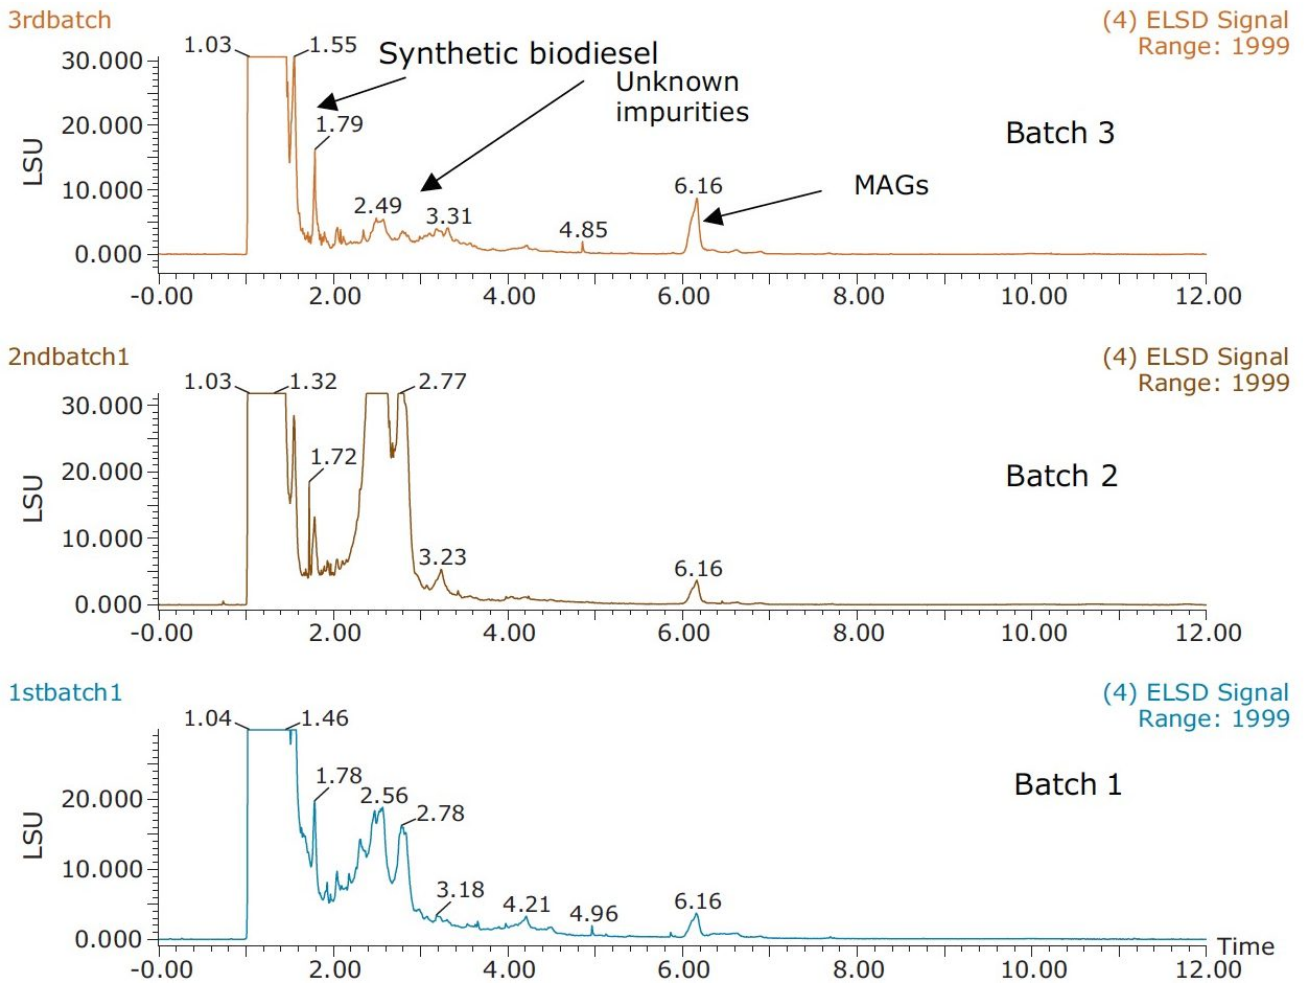 3rdbatch
(4) ELSD Signal
Range: 1999
1.03
1.55
Synthetic biodiesel
Unknown
impurities
30.000
20.000
10.000
0.000
LSU
1.79
Batch 3
2.49
3.31
4.85
6.16
MAGs
-0.00 2.00 4.00 6.00 8.00 10.00 12.00
2ndbatch1
(4) ELSD Signal
Range: 1999
1.03
1.32
2.77
30.000
20.000
10.000
0.000
LSU
1.72
Batch 2
3.23
6.16
-0.00 2.00 4.00 6.00 8.00 10.00 12.00
1stbatch1
(4) ELSD Signal
Range: 1999
1.04
1.46
20.000
10.000
0.000
LSU
1.78
2.56
2.78
Batch 1
3.18
4.21
4.96
6.16
Time
-0.00 2.00 4.00 6.00 8.00 10.00 12.00